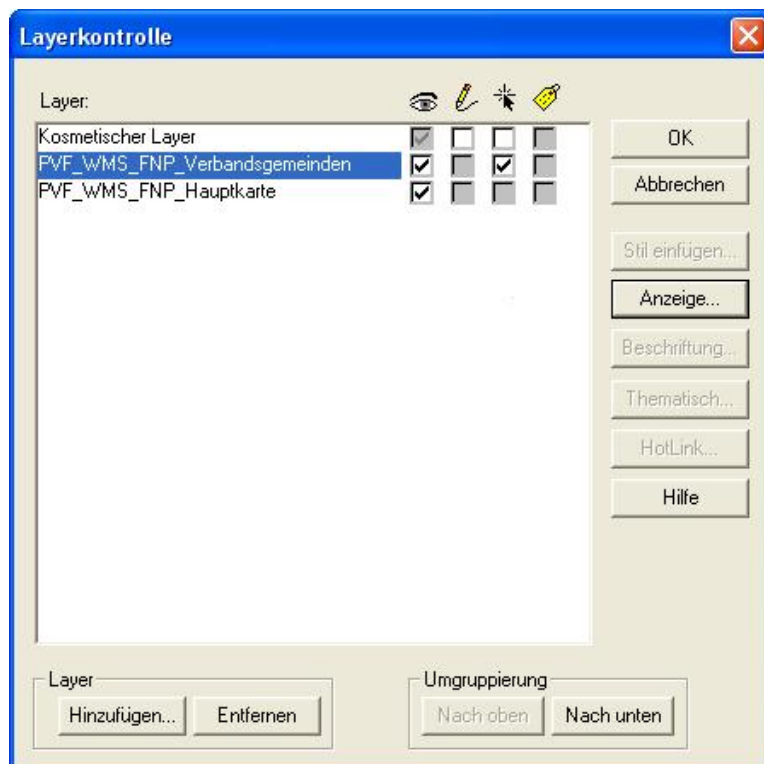 Layerkontrolle
Layer:
Kosmetischer Layer
PVF_WMS_FNP_Verbandsgemeinden
PVF_WMS_FNP_Hauptkarte
OK
Abbrechen
Stil einfügen...
Anzeige...
Beschriftung...
Thematisch...
HotLink...
Hilfe
Layer
Hinzufügen...
Entfernen
Umgruppierung
Nach oben
Nach unten